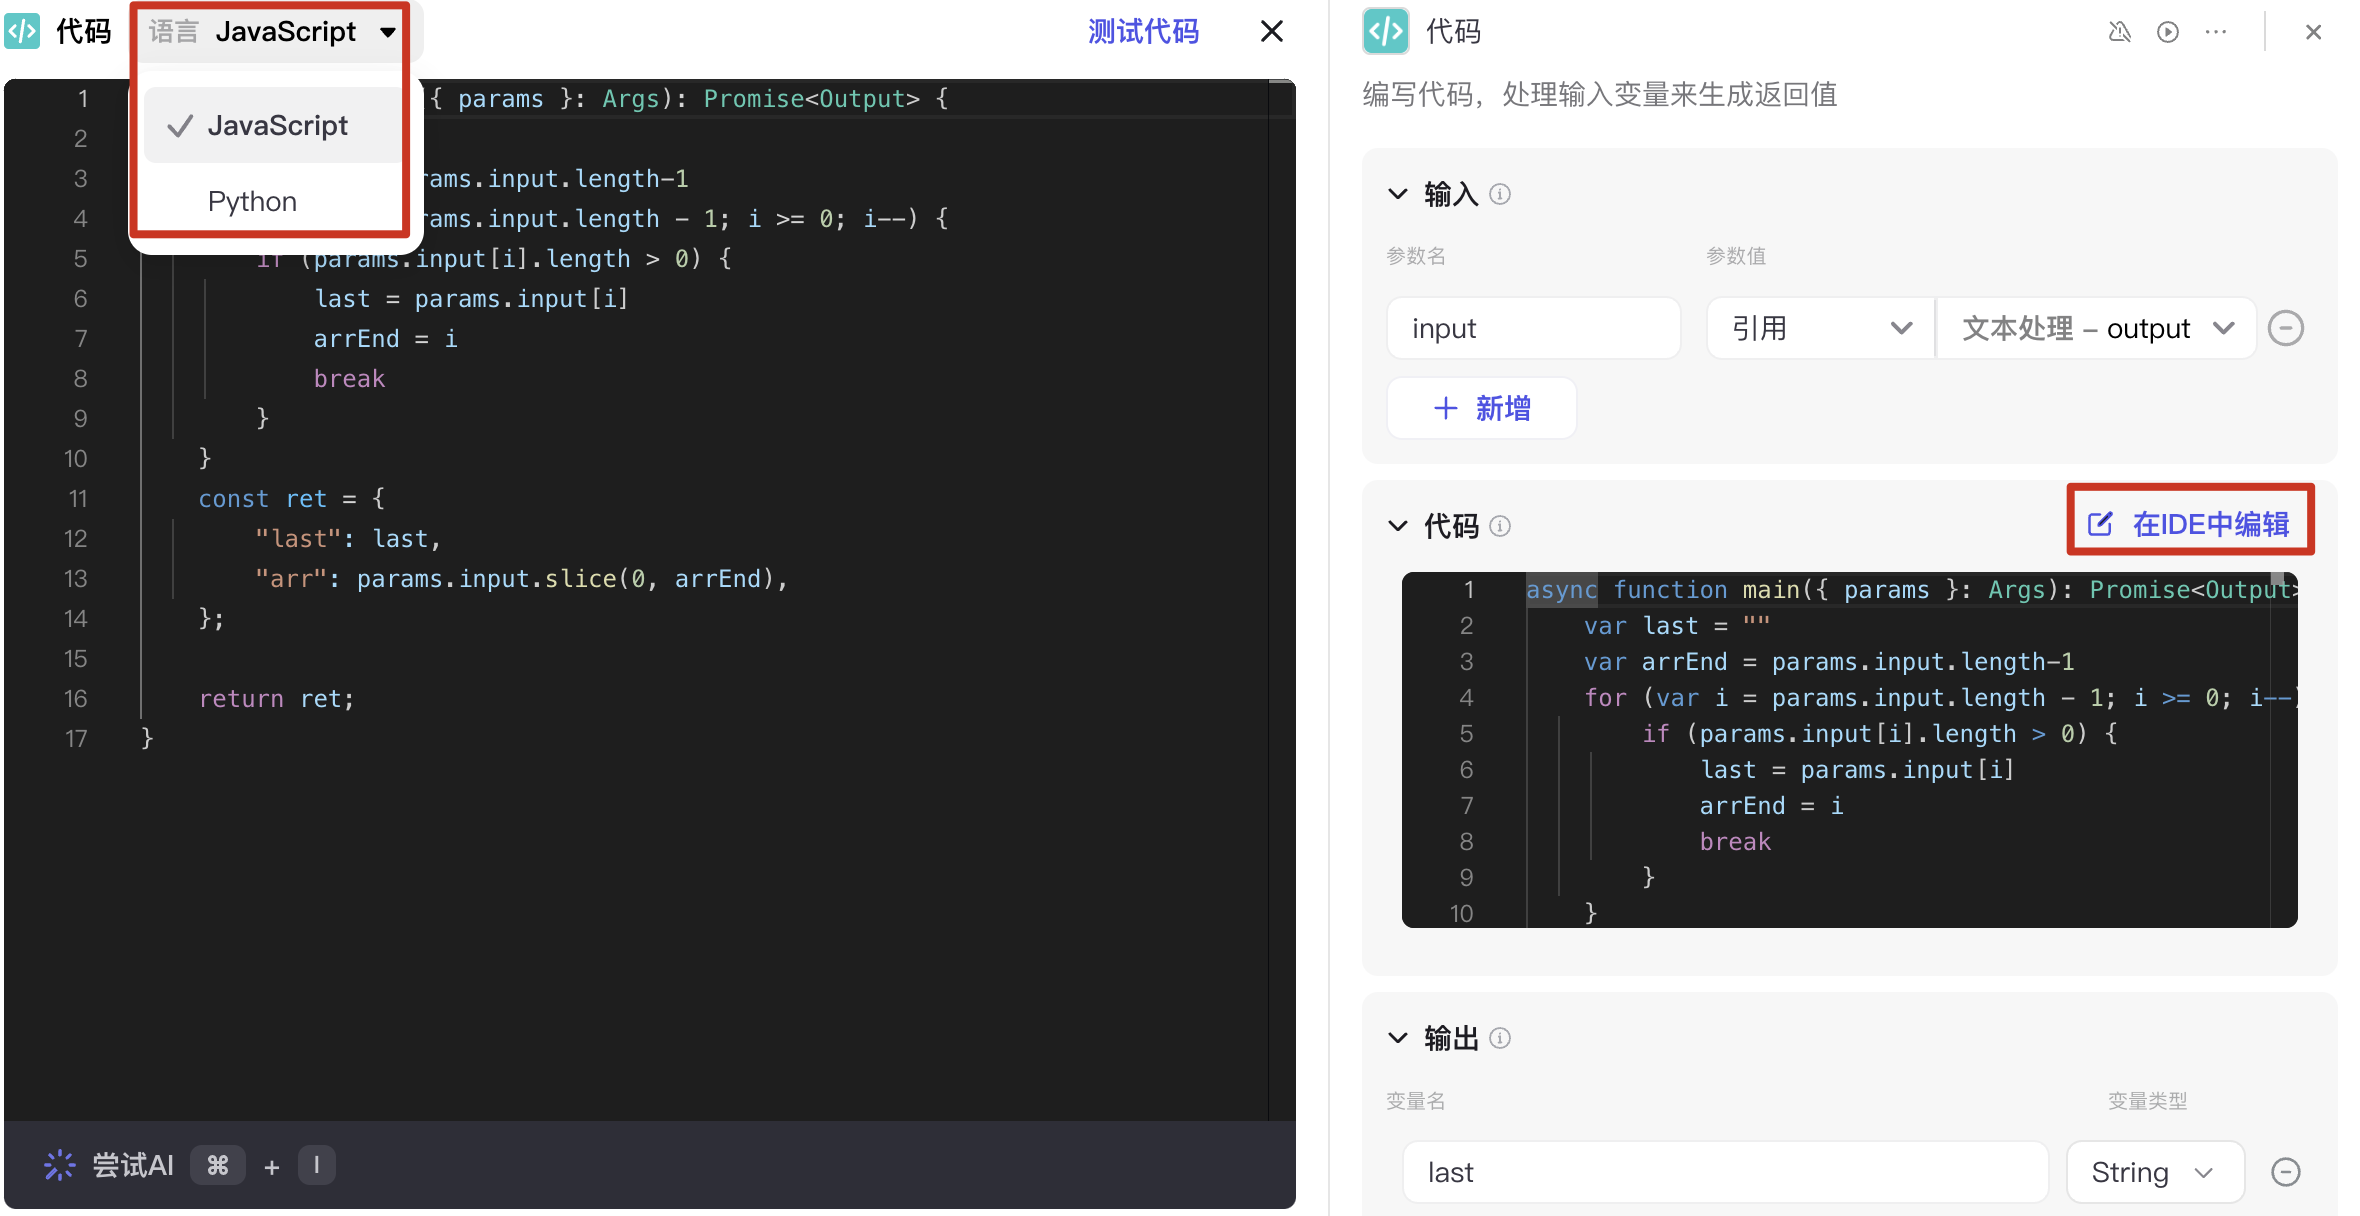 代码 语言 JavaScript 测试代码
JavaScript
Python
1 { params }: Args): Promise<Output> {
2
3 rams.input.length-1
4 rams.input.length - 1; i >= 0; i--) {
5 if (params.input[i].length > 0) {
6 last = params.input[i]
7 arrEnd = i
8 break
9 }
10 }
11 const ret = {
12 "last": last,
13 "arr": params.input.slice(0, arrEnd),
14 };
15
16 return ret;
17 }
尝试AI ⌘ + I
代码
编写代码，处理输入变量来生成返回值
输入
参数名 参数值
input 引用 文本处理 – output
+ 新增
代码 在IDE中编辑
1 async function main({ params }: Args): Promise<Output>
2 var last = ""
3 var arrEnd = params.input.length-1
4 for (var i = params.input.length - 1; i >= 0; i--)
5 if (params.input[i].length > 0) {
6 last = params.input[i]
7 arrEnd = i
8 break
9 }
10 }
输出
变量名 变量类型
last String